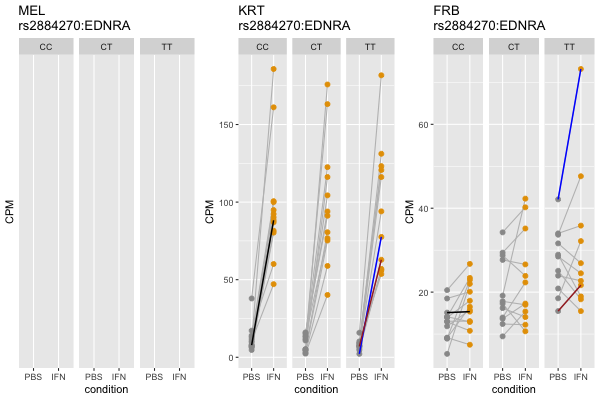 MEL
rs2884270:EDNRA
CC CT TT
CPM
PBS IFN PBS IFN PBS IFN
condition
KRT
rs2884270:EDNRA
CC CT TT
150
100
50
0
CPM
PBS IFN PBS IFN PBS IFN
condition
FRB
rs2884270:EDNRA
CC CT TT
60
40
20
CPM
PBS IFN PBS IFN PBS IFN
condition